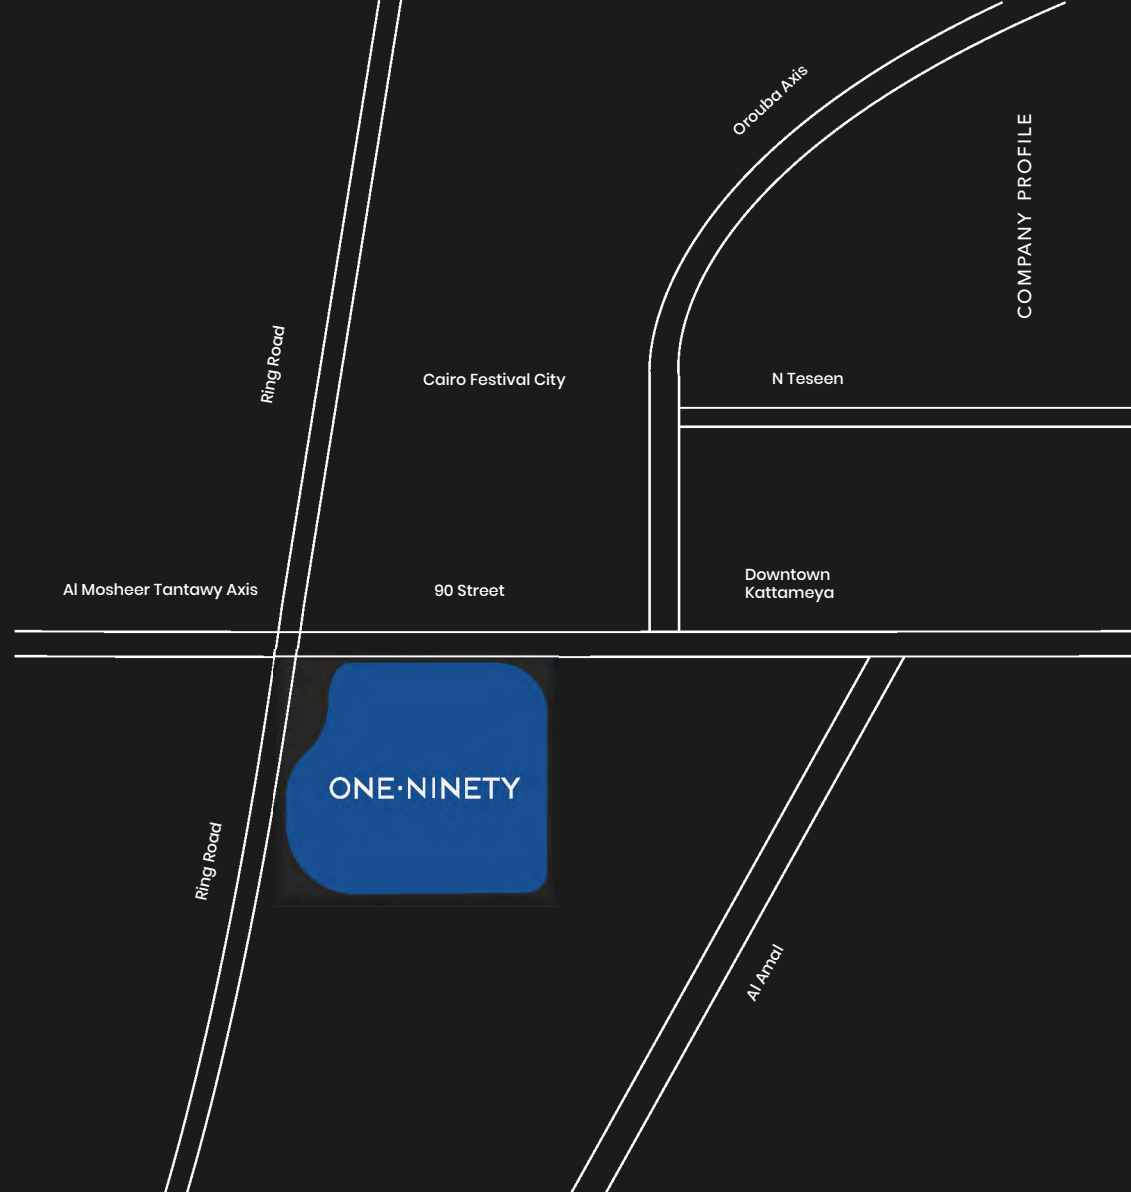 Orouba Axis
COMPANY PROFILE
Ring Road
Cairo Festival City
N Teseen
Al Mosheer Tantawy Axis
90 Street
Downtown
Kattameya
ONE·NINETY
Ring Road
Al Amal